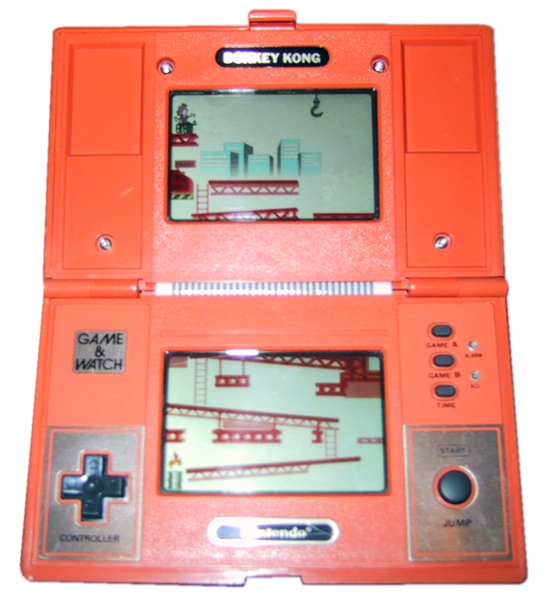 DONKEY KONG
GAME
&
WATCH
GAME A
ALARM
GAME B
ACL
TIME
START
JUMP
CONTROLLER
Nintendo®